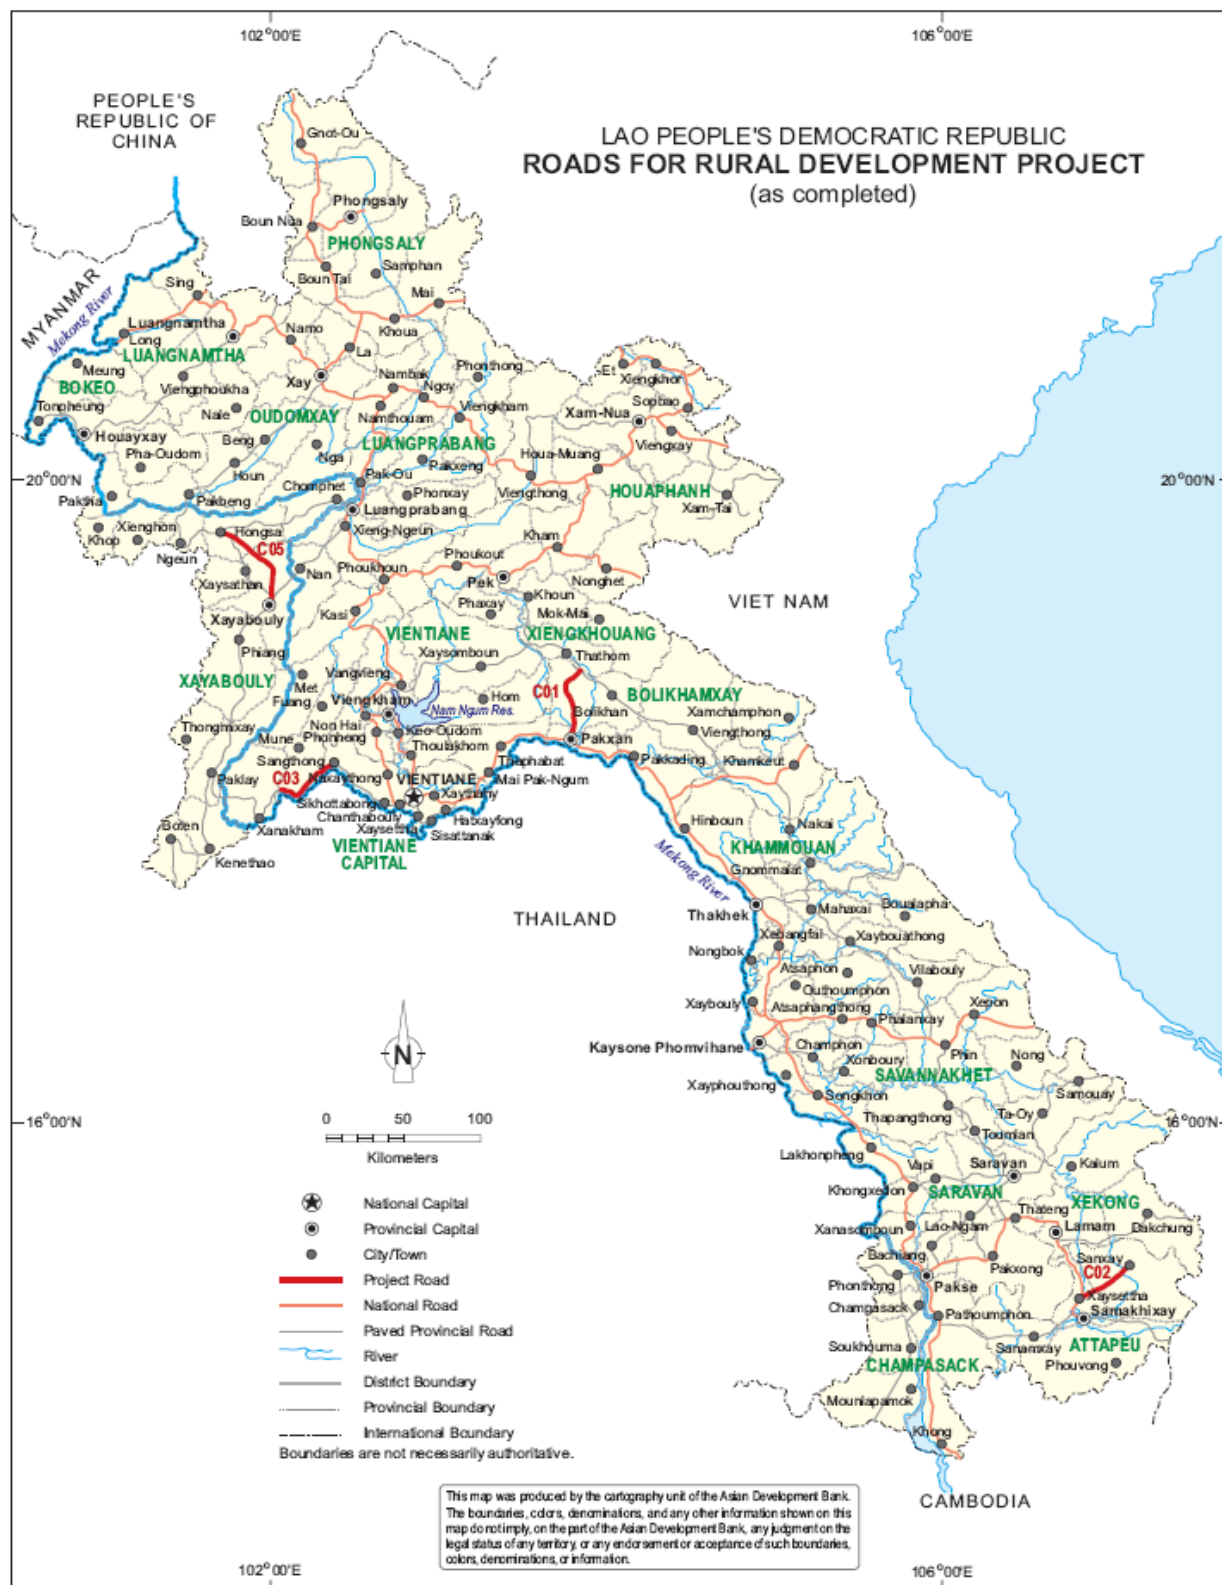 102°00'E
106°00'E
PEOPLE'S
REPUBLIC OF
CHINA
LAO PEOPLE'S DEMOCRATIC REPUBLIC
ROADS FOR RURAL DEVELOPMENT PROJECT
(as completed)
Gnot-Ou
Phongsaly
Boun Nua
PHONGSALY
Boun Tai
Samphan
MYANMAR
Mekong River
Sing
Mai
Luangnamtha
Long
Namo
Khoua
LUANGNAMTHA
La
Meung
BOKEO
Viengphoukha
Xay
Nambak
Phonthong
Ngoy
Et
Xiengkhor
Sopbao
Tonpheung
Nale
OUDOMXAY
Namthouam
Viengkham
Xam-Nua
Houayxay
Beng
LUANGPRABANG
Viengxay
Pha-Oudom
Nga
Houn
Pakxeng
Houa-Muang
20°00'N
Pak-Ou
Chomphet
Phonxay
Viengthong
HOUAPHANH
20°00'N
Paktha
Pakbeng
Luangprabang
Xam-Tai
Xienghon
Hongsa
Xieng-Ngeun
Khop
C05
Kham
Ngeun
Phoukout
Xaysathan
Nan
Phoukhoun
Pek
Nonghet
Khoun
VIET NAM
Xayabouly
Kasi
Phaxay
Mok-Mai
Phiang
VIENTIANE
XIENGKHOUANG
Xaysomboun
Thathom
XAYABOULY
Vangvieng
Met
Fuang
Viengkham
Nam Ngum Res.
Hom
C01
BOLIKHAMXAY
Bolikhan
Xamchamphon
Thongmixay
Non Hai
Phonhong
Keo-Oudom
Viengthong
Mune
Thoulakhom
Pakxan
Sangthong
Thaphabat
Pakkading
Khamkeut
Paklay
C03
Naxaythong
VIENTIANE
Mai Pak-Ngum
Xaythany
Sikhottabong
Chanthabouly
Hatxayfong
Xanakham
Xaysettha
Sisattanak
Hinboun
Nakai
Boten
VIENTIANE
CAPITAL
KHAMMOUAN
Kenethao
Mekong River
Gnommalat
THAILAND
Thakhek
Mahaxai
Boualapha
Xebangfai
Xaybouathong
Nongbok
Atsaphon
Vilabouly
Outhoumphon
Xaybouly
Atsaphangthong
Xepon
Phalanxay
N
Kaysone Phomvihane
Champhon
Phin
Xonboury
Nong
Xayphouthong
SAVANNAKHET
Samouay
Songkhon
Thapangthong
Ta-Oy
0 50 100
Kilometers
16°00'N
16°00'N
Toomlan
Lakhonpheng
Vapi
Saravan
Kalum
Khongxedon
SARAVAN
XEKONG
National Capital
Thateng
Dakchung
Provincial Capital
Xanasomboun
Lao-Ngam
Lamam
City/Town
Bachiang
Sanxay
Project Road
Phonthong
Pakse
Pakxong
C02
Xaysettha
National Road
Champasack
Pathoumphon
Samakhixay
Paved Provincial Road
Soukhouma
Sanamxay
ATTAPEU
River
CHAMPASACK
Phouvong
District Boundary
Mounlapamok
Provincial Boundary
International Boundary
Khong
Boundaries are not necessarily authoritative.
CAMBODIA
This map was produced by the cartography unit of the Asian Development Bank.
The boundaries, colors, denominations, and any other information shown on this
map do not imply, on the part of the Asian Development Bank, any judgment on the
legal status of any territory, or any endorsement or acceptance of such boundaries,
colors, denominations, or information.
102°00'E
106°00'E